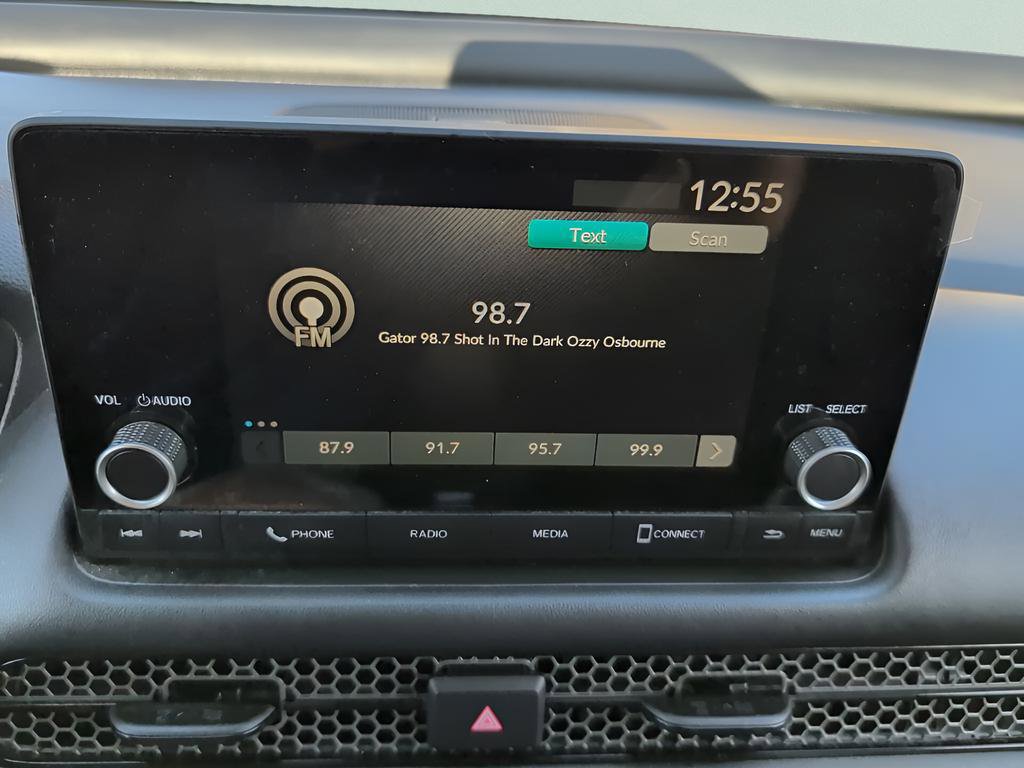 12:55
Text Scan
FM
98.7
Gator 98.7 Shot In The Dark Ozzy Osbourne
VOL AUDIO
LIST SELECT
87.9 91.7 95.7 99.9
PHONE RADIO MEDIA CONNECT MENU